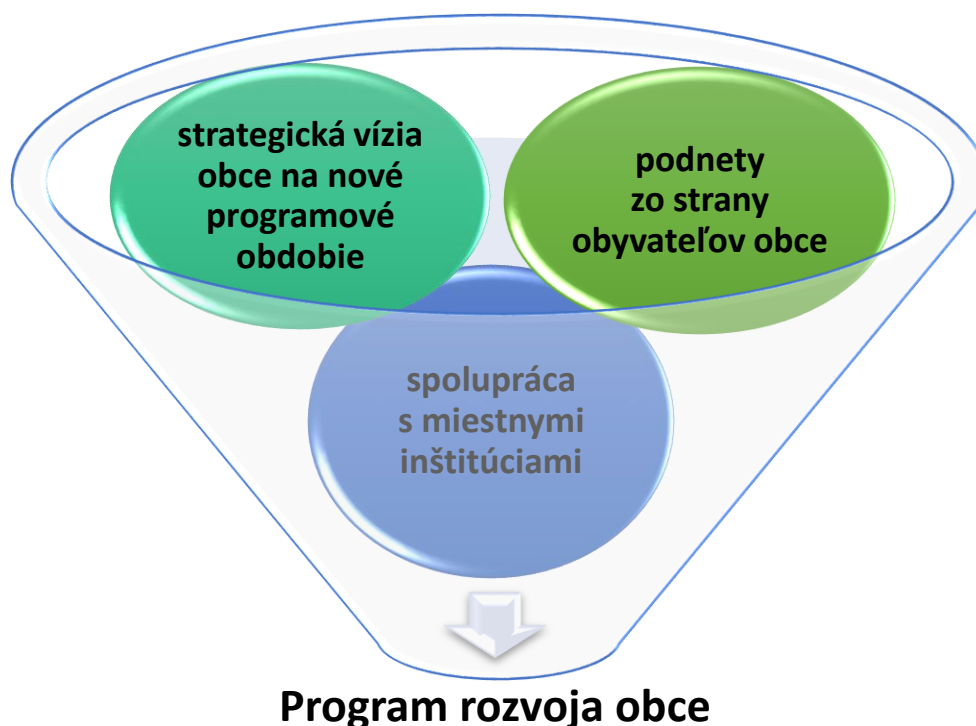 strategická vízia
obce na nové
programové
obdobie
podnety
zo strany
obyvateľov obce
spolupráca
s miestnymi
inštitúciami
Program rozvoja obce